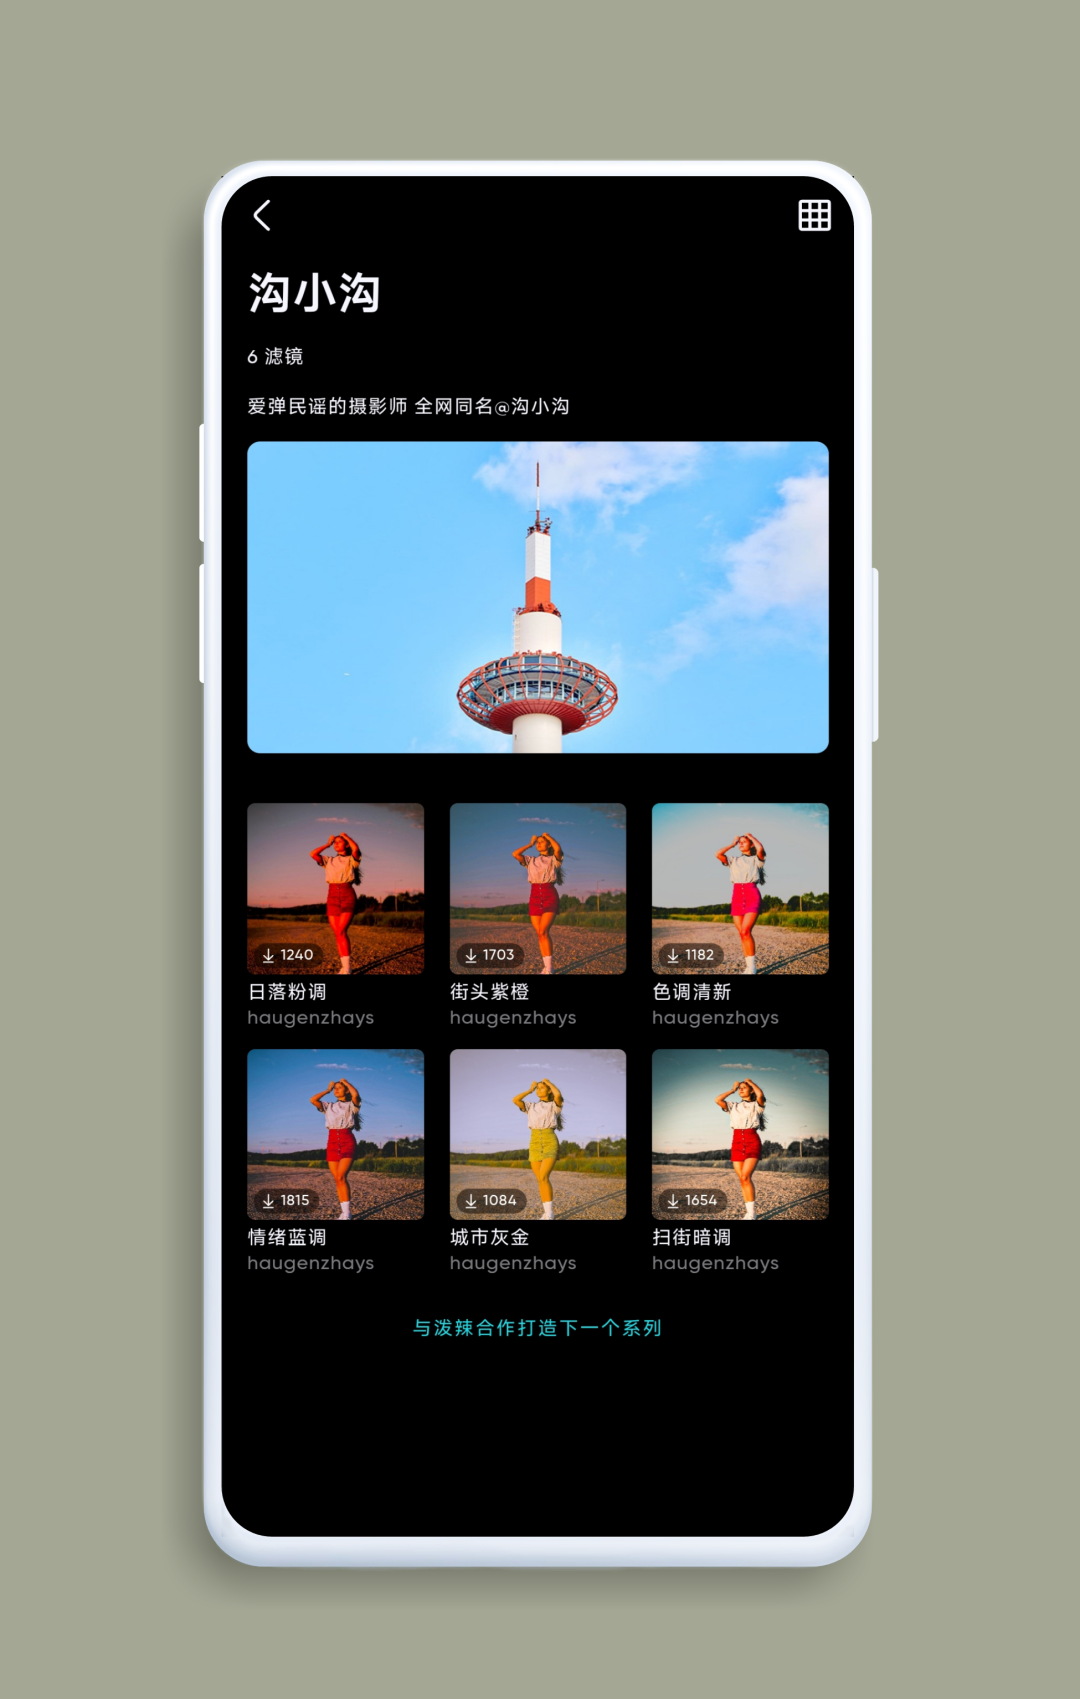 沟小沟
6 滤镜
爱弹民谣的摄影师 全网同名@沟小沟
1240
1703
1182
日落粉调
街头紫橙
色调清新
haugenzhays
haugenzhays
haugenzhays
1815
1084
1654
情绪蓝调
城市灰金
扫街暗调
haugenzhays
haugenzhays
haugenzhays
与泼辣合作打造下一个系列